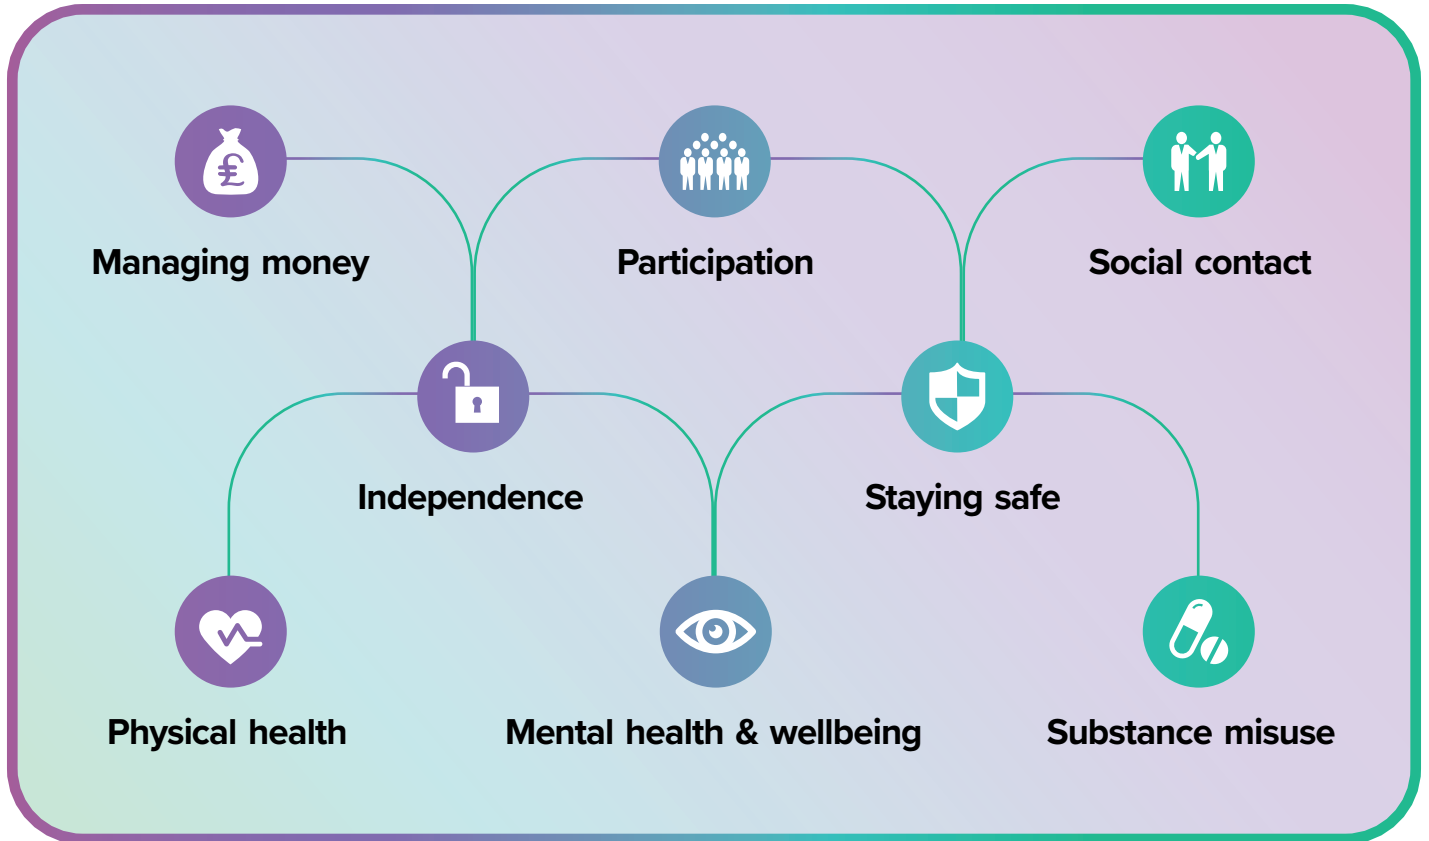 £
Managing money
Participation
Social contact
Independence
Staying safe
Physical health
Mental health & wellbeing
Substance misuse